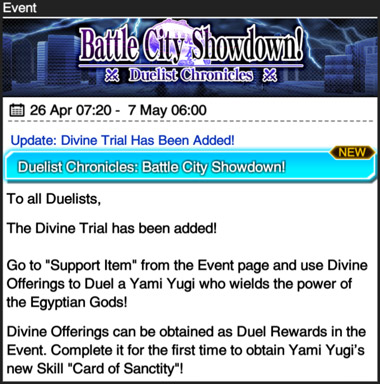 Event
Battle City Showdown!
Duelist Chronicles
26 Apr 07:20 - 7 May 06:00
Update: Divine Trial Has Been Added!
NEW
Duelist Chronicles: Battle City Showdown!
To all Duelists,
The Divine Trial has been added!
Go to "Support Item" from the Event page and use Divine
Offerings to Duel a Yami Yugi who wields the power of
the Egyptian Gods!
Divine Offerings can be obtained as Duel Rewards in the
Event. Complete it for the first time to obtain Yami Yugi's
new Skill "Card of Sanctity"!